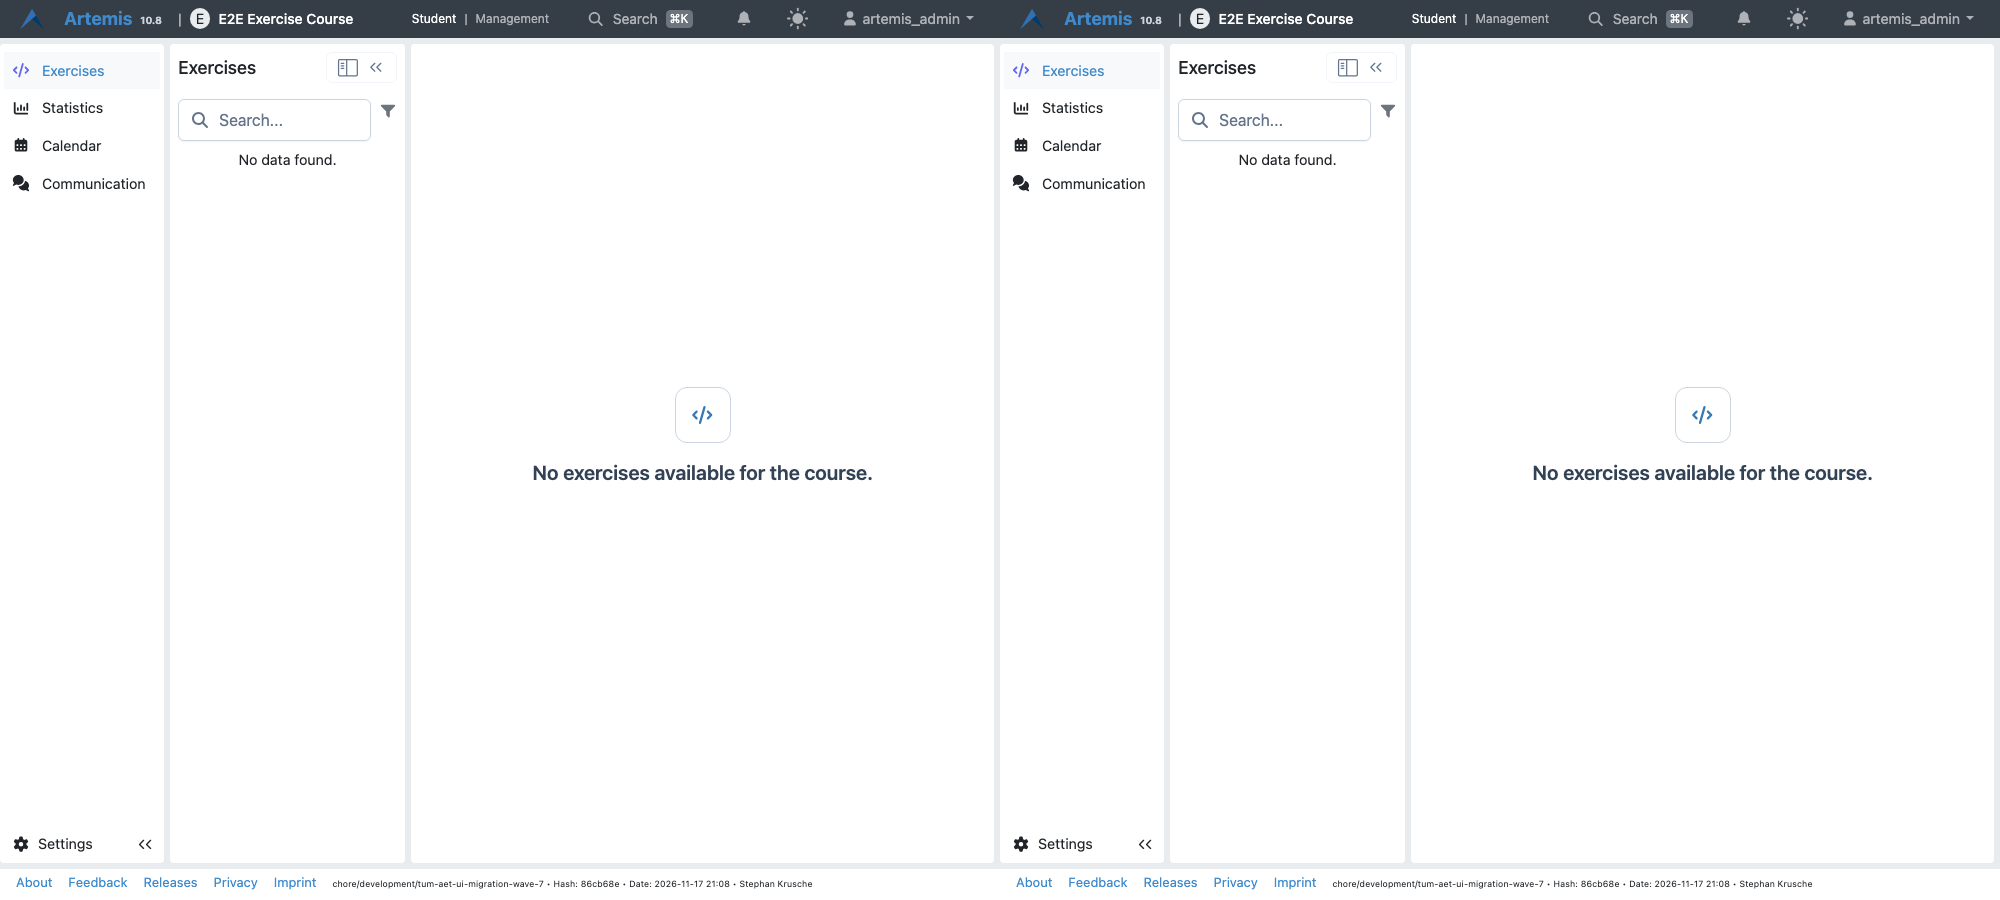 Artemis 10.8 | E E2E Exercise Course Student | Management Search ⌘K artemis_admin
Exercises
Statistics
Calendar
Communication
Settings
Exercises
Search...
No data found.
No exercises available for the course.
About Feedback Releases Privacy Imprint chore/development/tum-aet-ui-migration-wave-7 • Hash: 86cb68e • Date: 2026-11-17 21:08 • Stephan Krusche
Artemis 10.8 | E E2E Exercise Course Student | Management Search ⌘K artemis_admin
Exercises
Statistics
Calendar
Communication
Settings
Exercises
Search...
No data found.
No exercises available for the course.
About Feedback Releases Privacy Imprint chore/development/tum-aet-ui-migration-wave-7 • Hash: 86cb68e • Date: 2026-11-17 21:08 • Stephan Krusche